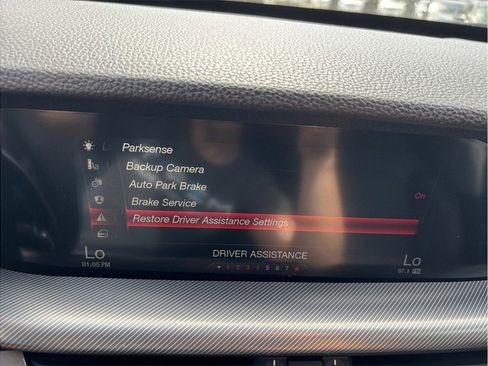 Parksense
Backup Camera
Auto Park Brake On
Brake Service
Restore Driver Assistance Settings
Lo DRIVER ASSISTANCE Lo
01:05 PM 1 2 3 4 5 6 7 97.1